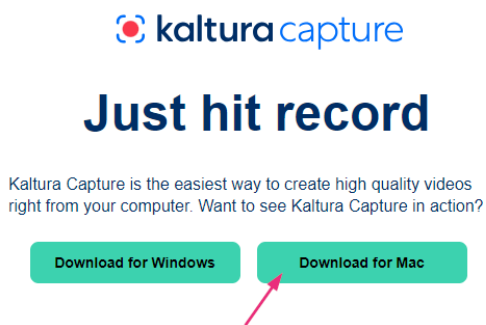 kaltura capture
Just hit record
Kaltura Capture is the easiest way to create high quality videos
right from your computer. Want to see Kaltura Capture in action?
Download for Windows
Download for Mac